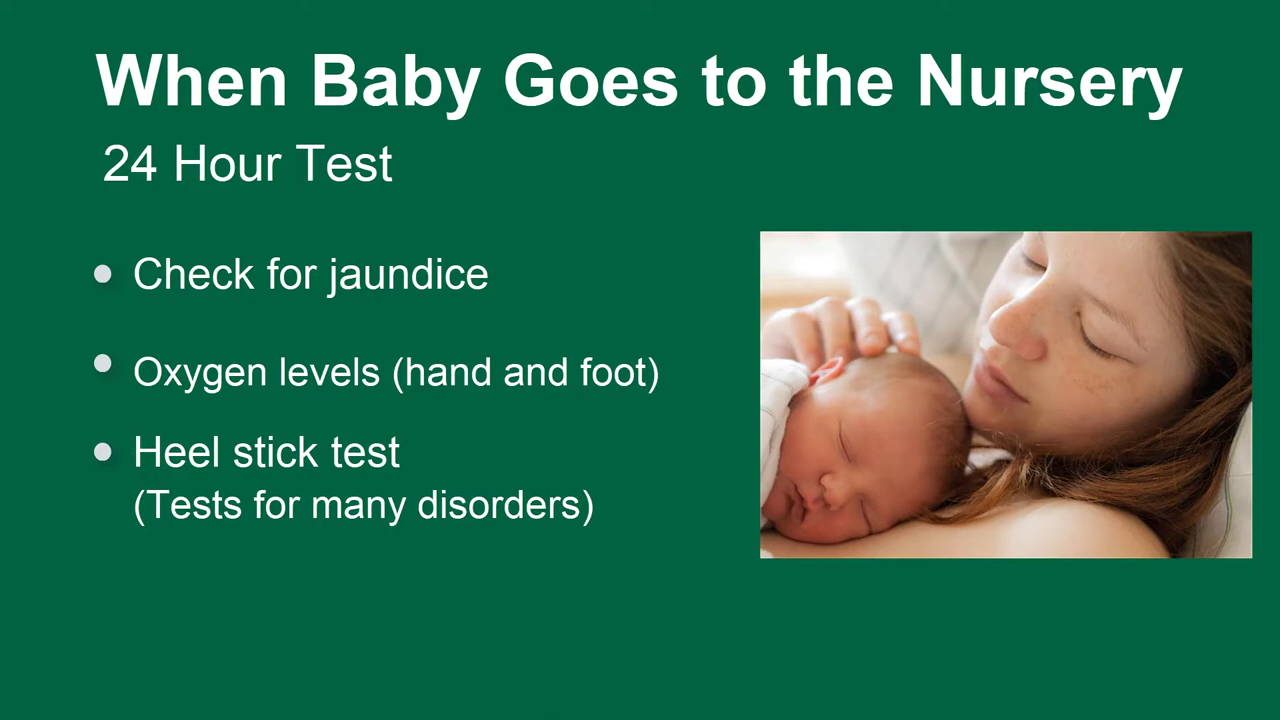 When Baby Goes to the Nursery
24 Hour Test
Check for jaundice
Oxygen levels (hand and foot)
Heel stick test
(Tests for many disorders)